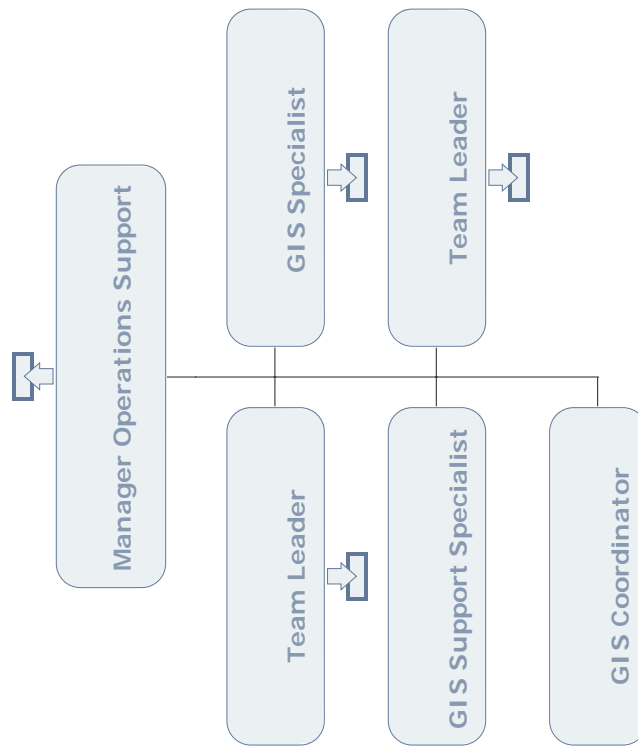 Manager Operations Support
Team Leader
GIS Specialist
GIS Support Specialist
Team Leader
GIS Coordinator